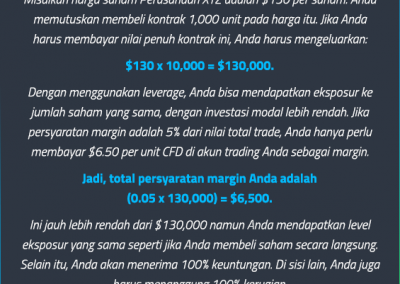 Misalkan harga saham Perusahaan XYZ adalah $130 per saham. Anda
memutuskan membeli kontrak 1,000 unit pada harga itu. Jika Anda
harus membayar nilai penuh kontrak ini, Anda harus mengeluarkan:
$130 x 10,000 = $130,000.
Dengan menggunakan leverage, Anda bisa mendapatkan eksposur ke
jumlah saham yang sama, dengan investasi modal lebih rendah. Jika
persyaratan margin adalah 5% dari nilai total trade, Anda hanya perlu
membayar $6.50 per unit CFD di akun trading Anda sebagai margin.
Jadi, total persyaratan margin Anda adalah
(0.05 x 130,000) = $6,500.
Ini jauh lebih rendah dari $130,000 namun Anda mendapatkan level
eksposur yang sama seperti jika Anda membeli saham secara langsung.
Selain itu, Anda akan menerima 100% keuntungan. Di sisi lain, Anda juga
harus menanggung 100% kerugian.